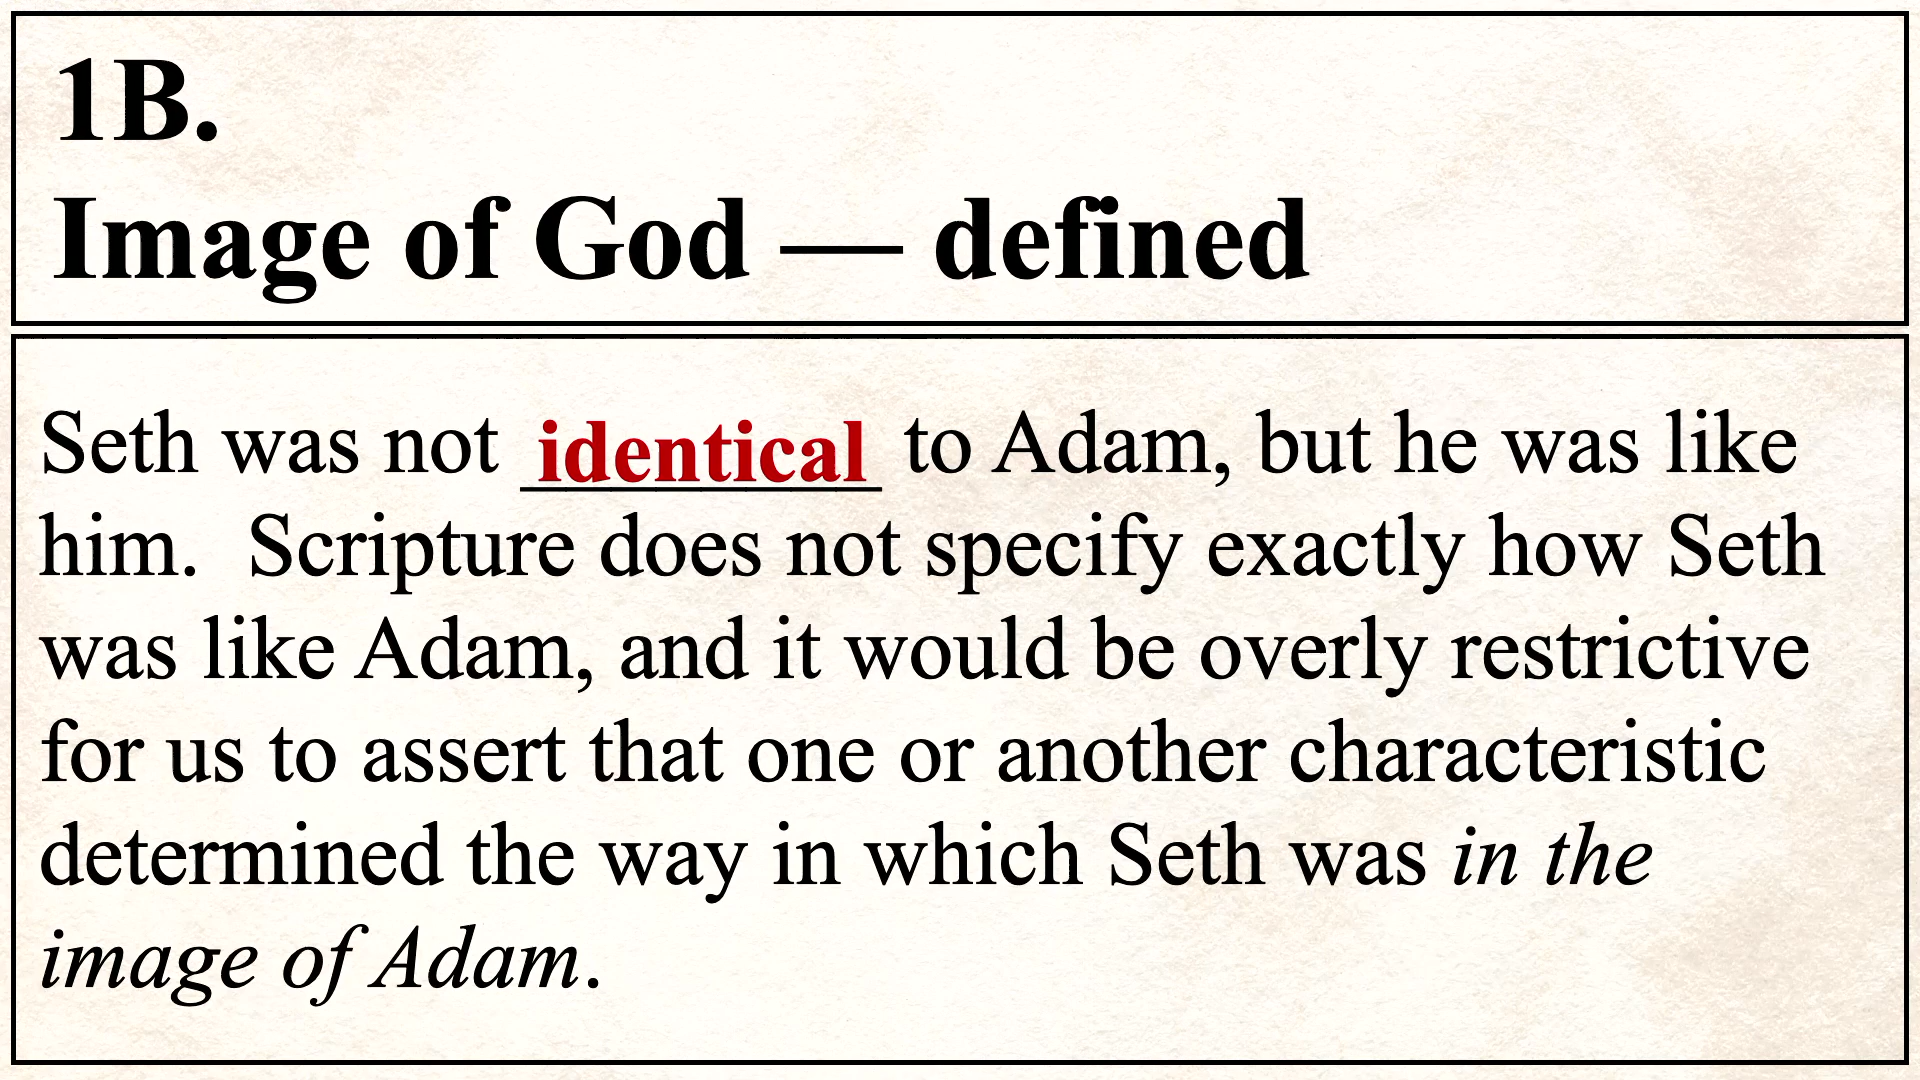 1B.
Image of God — defined
Seth was not identical to Adam, but he was like
him.  Scripture does not specify exactly how Seth
was like Adam, and it would be overly restrictive
for us to assert that one or another characteristic
determined the way in which Seth was in the
image of Adam.